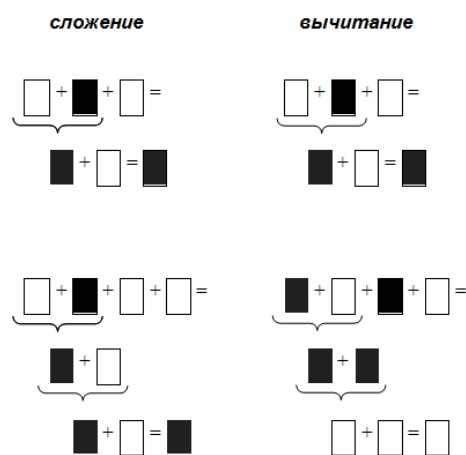 сложение вычитание
+ + = + + =
+ = + =
+ + + = + + + =
+ +
+ = + =